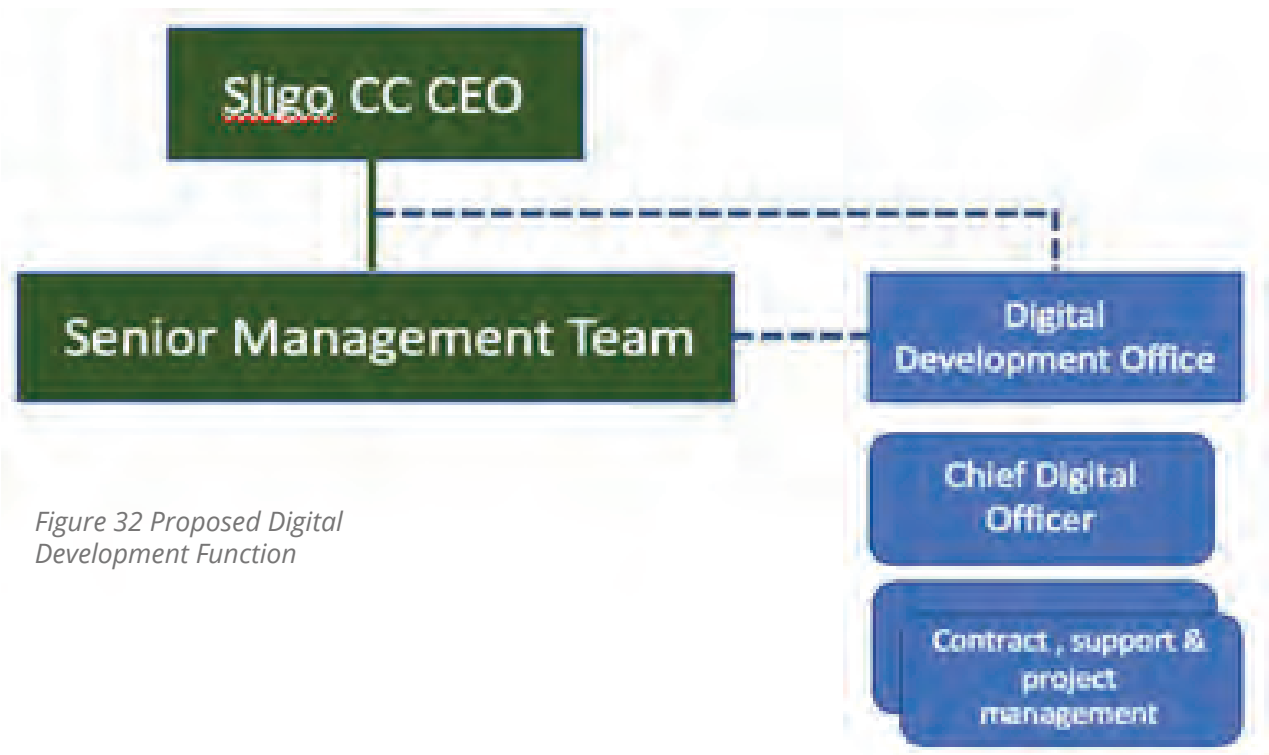 Sligo CC CEO
Senior Management Team
Digital
Development Office
Chief Digital
Officer
Contract , support &
project
management
Figure 32 Proposed Digital
Development Function